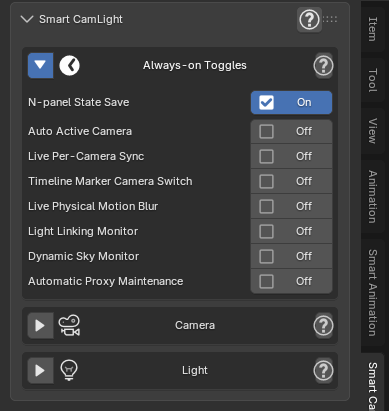 Smart CamLight
Always-on Toggles
N-panel State Save On
Auto Active Camera Off
Live Per-Camera Sync Off
Timeline Marker Camera Switch Off
Live Physical Motion Blur Off
Light Linking Monitor Off
Dynamic Sky Monitor Off
Automatic Proxy Maintenance Off
Camera
Light
Item
Tool
View
Animation
Smart Animation
Smart Ca